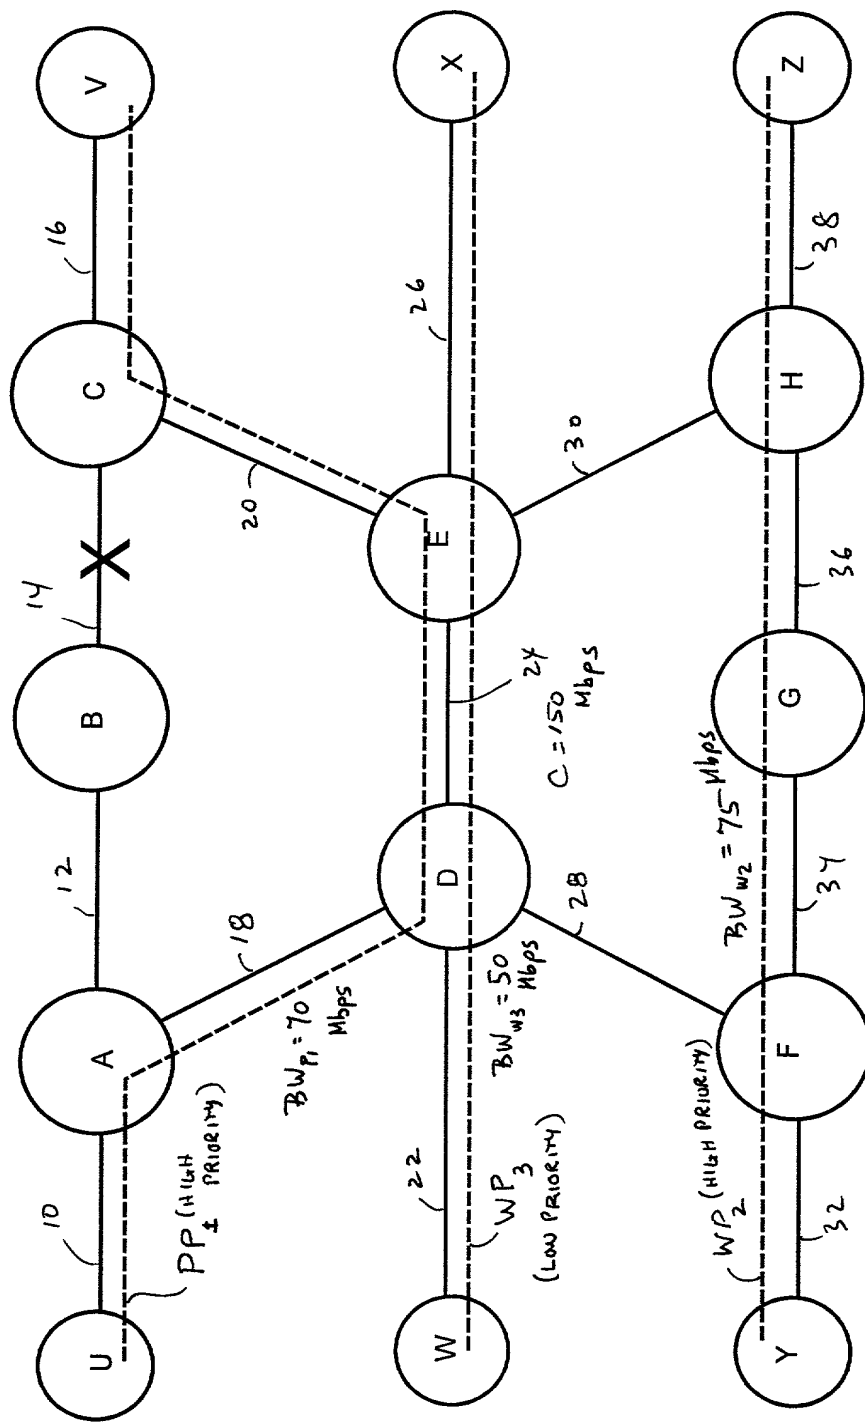 U
10
A
12
B
14
X
C
16
V
PP1 (HIGH
PRIORITY)
18
BW P1 = 70
Mbps
20
W
22
WP3
(LOW PRIORITY)
BW W3 = 50
Mbps
D
24
C = 150
Mbps
E
26
X
28
30
Y
32
WP2 (HIGH PRIORITY)
F
34
BW W2 = 75 Mbps
G
36
H
38
Z